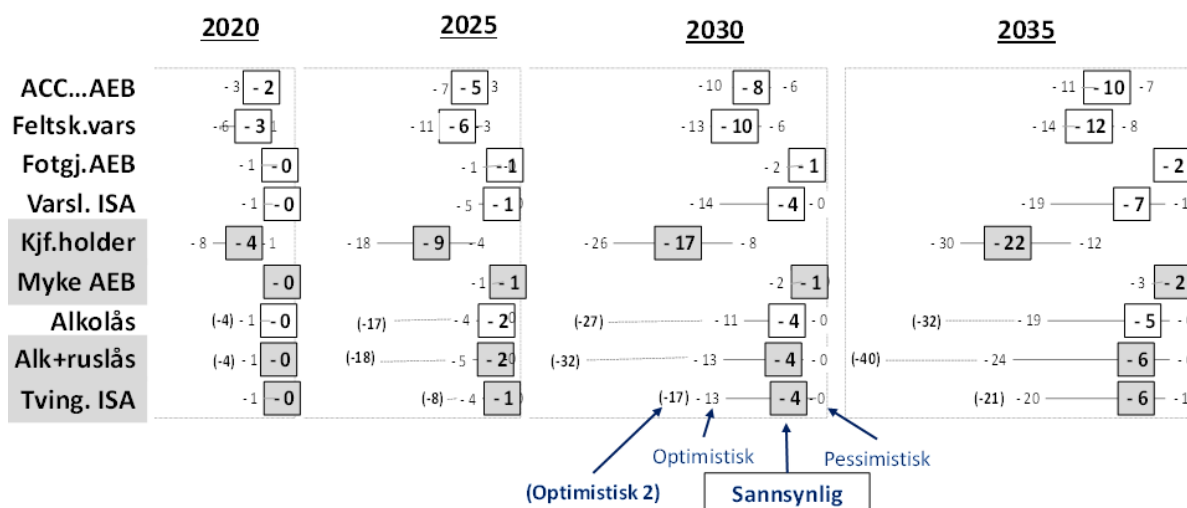 2020 2025 2030 2035
ACC...AEB - 3 - 2 - 7 - 5 3 - 10 - 8 - 6 - 11 - 10 - 7
Feltsk.vars - 6 - 3 1 - 11 - 6 - 3 - 13 - 10 - 6 - 14 - 12 - 8
Fotgj.AEB - 1 - 0 - 1 - 1 - 2 - 1 - 2
Varsl. ISA - 1 - 0 - 5 - 1 - 14 - 4 - 0 - 19 - 7 - 1
Kjf.holder - 8 - 4 1 - 18 - 9 - 4 - 26 - 17 - 8 - 30 - 22 - 12
Myke AEB - 0 - 1 - 1 - 2 - 1 - 3 - 2
Alkolås (-4) - 1 - 0 (-17) - 4 - 2 0 (-27) - 11 - 4 - 0 (-32) - 19 - 5
Alk+ruslås (-4) - 1 - 0 (-18) - 5 - 2 0 (-32) - 13 - 4 - 0 (-40) - 24 - 6
Tving. ISA - 1 - 0 (-8) - 4 - 1 (-17) - 13 - 4 - 0 (-21) - 20 - 6 - 1
Optimistisk Pessimistisk
(Optimistisk 2) Sannsynlig